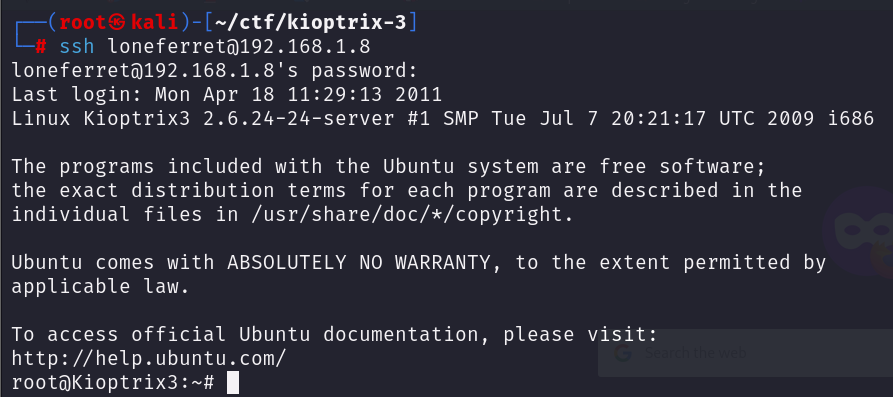 ┌──(root㉿kali)-[~/ctf/kioptrix-3]
└─# ssh loneferret@192.168.1.8
loneferret@192.168.1.8's password:
Last login: Mon Apr 18 11:29:13 2011
Linux Kioptrix3 2.6.24-24-server #1 SMP Tue Jul 7 20:21:17 UTC 2009 i686

The programs included with the Ubuntu system are free software;
the exact distribution terms for each program are described in the
individual files in /usr/share/doc/*/copyright.

Ubuntu comes with ABSOLUTELY NO WARRANTY, to the extent permitted by
applicable law.

To access official Ubuntu documentation, please visit:
Search the web
http://help.ubuntu.com/
root@Kioptrix3:~#